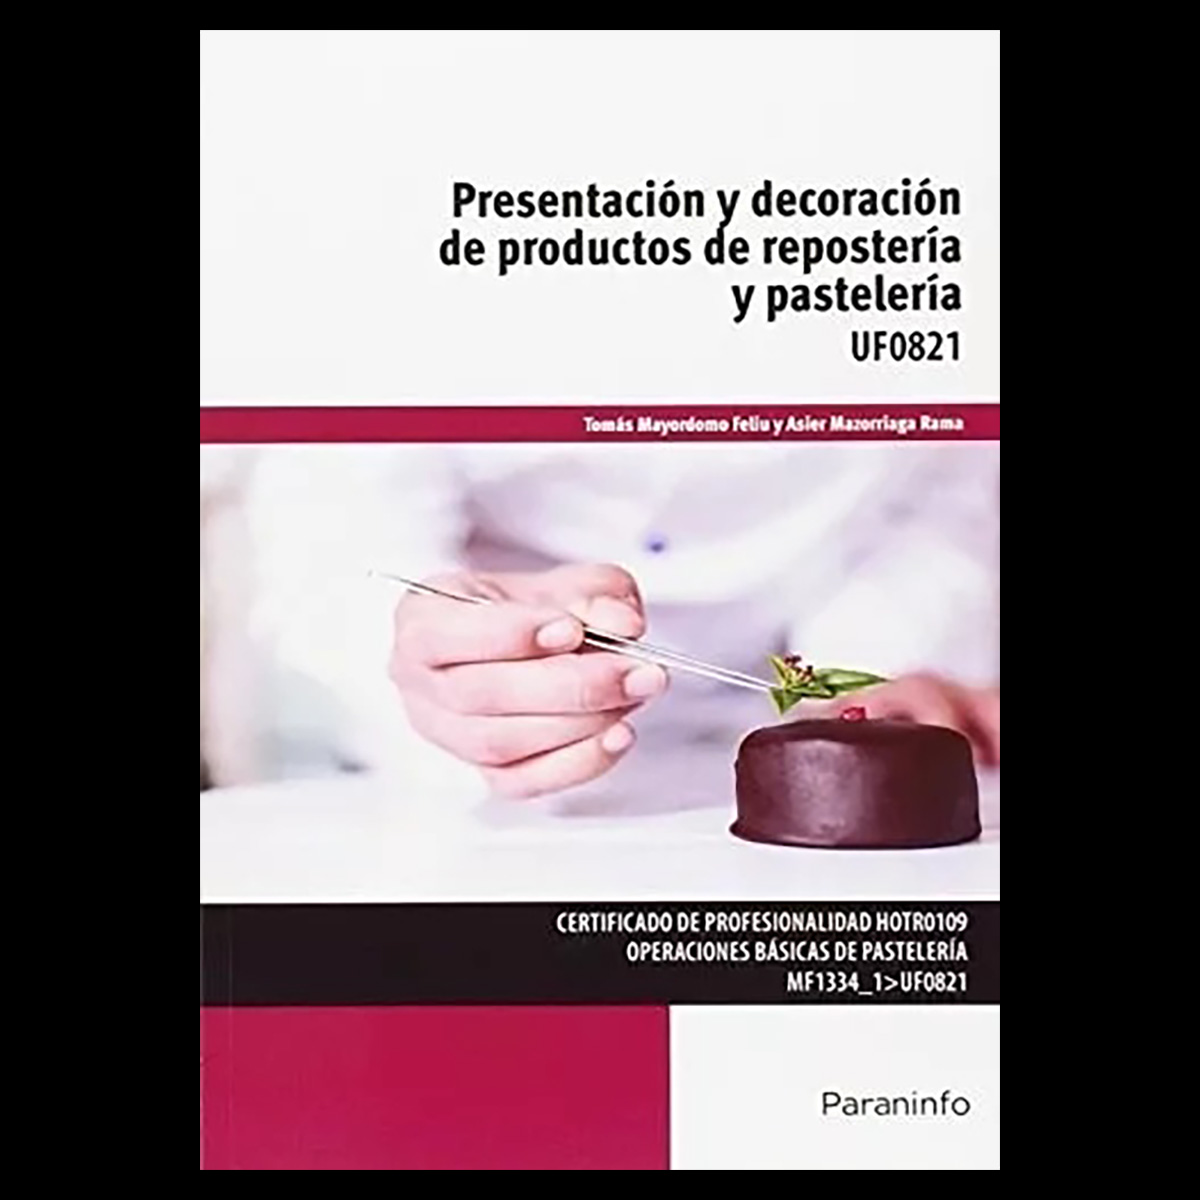 Presentación y decoración
de productos de repostería
y pastelería
UF0821
Tomás Mayordomo Feliu y Asier Mazorriaga Rama
CERTIFICADO DE PROFESIONALIDAD HOTR0109
OPERACIONES BÁSICAS DE PASTELERÍA
MF1334_1>UF0821
Paraninfo